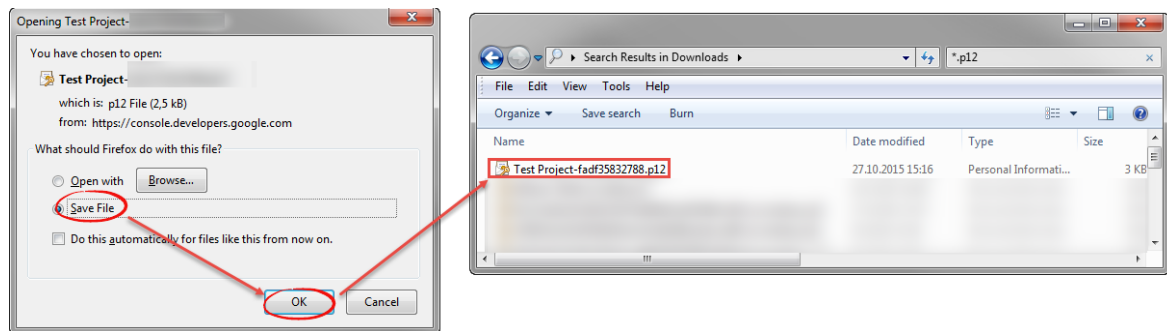 Opening Test Project-
You have chosen to open:
Test Project-
which is: p12 File (2,5 kB)
from: https://console.developers.google.com
What should Firefox do with this file?
Open with
Browse...
Save File
Do this automatically for files like this from now on.
OK
Cancel
Search Results in Downloads
*.p12
File Edit View Tools Help
Organize Save search Burn
Name Date modified Type Size
Test Project-fadf35832788.p12 27.10.2015 15:16 Personal Informati... 3 KB